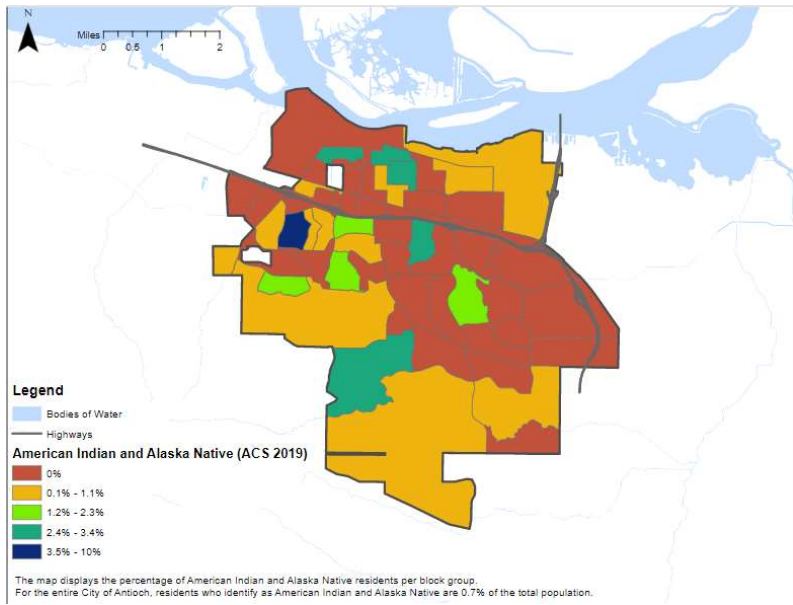 Miles
0 0.5 1 2
Legend
Bodies of Water
Highways
American Indian and Alaska Native (ACS 2019)
0%
0.1% - 1.1%
1.2% - 2.3%
2.4% - 3.4%
3.5% - 10%
The map displays the percentage of American Indian and Alaska Native residents per block group.
For the entire City of Antioch, residents who identify as American Indian and Alaska Native are 0.7% of the total population.